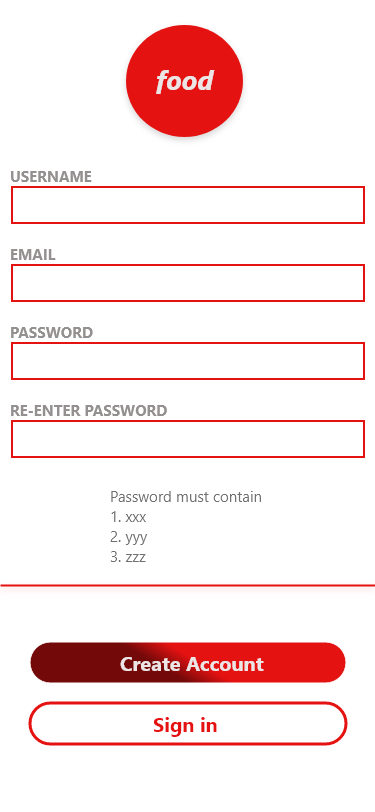 food
USERNAME
EMAIL
PASSWORD
RE-ENTER PASSWORD
Password must contain
1. xxx
2. yyy
3. zzz
Create Account
Sign in